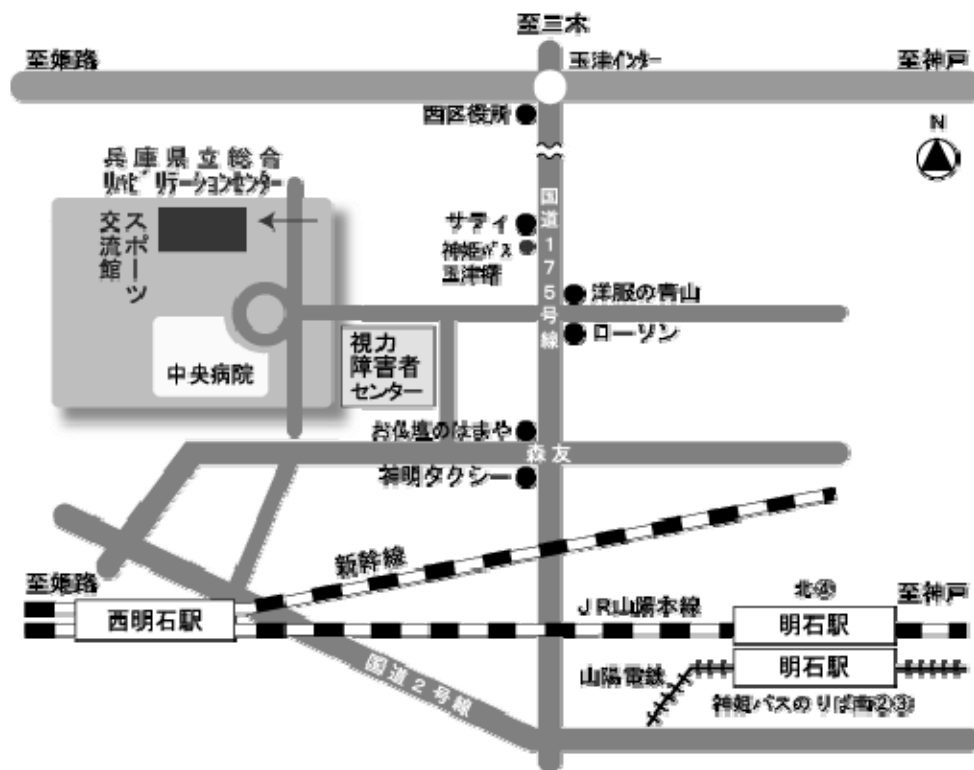 至三木
至姫路
玉津インター
至神戸
西区役所
N
兵庫県立総合
リハビリテーションセンター
スポーツ
交流館
国道175号線
サティ
神姫バス
玉津曙
洋服の青山
ローソン
視力
障害者
センター
中央病院
お仏壇のはまや
森友
神明タクシー
新幹線
至姫路
西明石駅
JR山陽本線
北④
明石駅
至神戸
国道2号線
山陽電鉄
明石駅
神姫バスのりば南②③